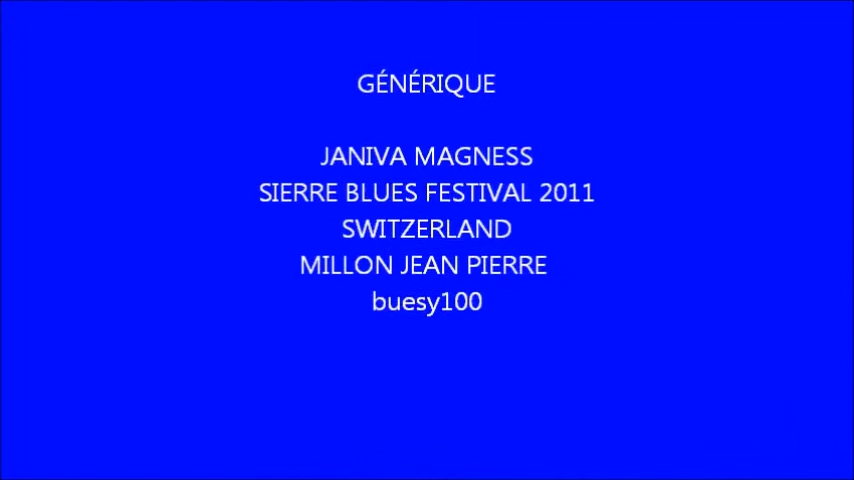 GÉNÉRIQUE
JANIVA MAGNESS
SIERRE BLUES FESTIVAL 2011
SWITZERLAND
MILLON JEAN PIERRE
buesy100